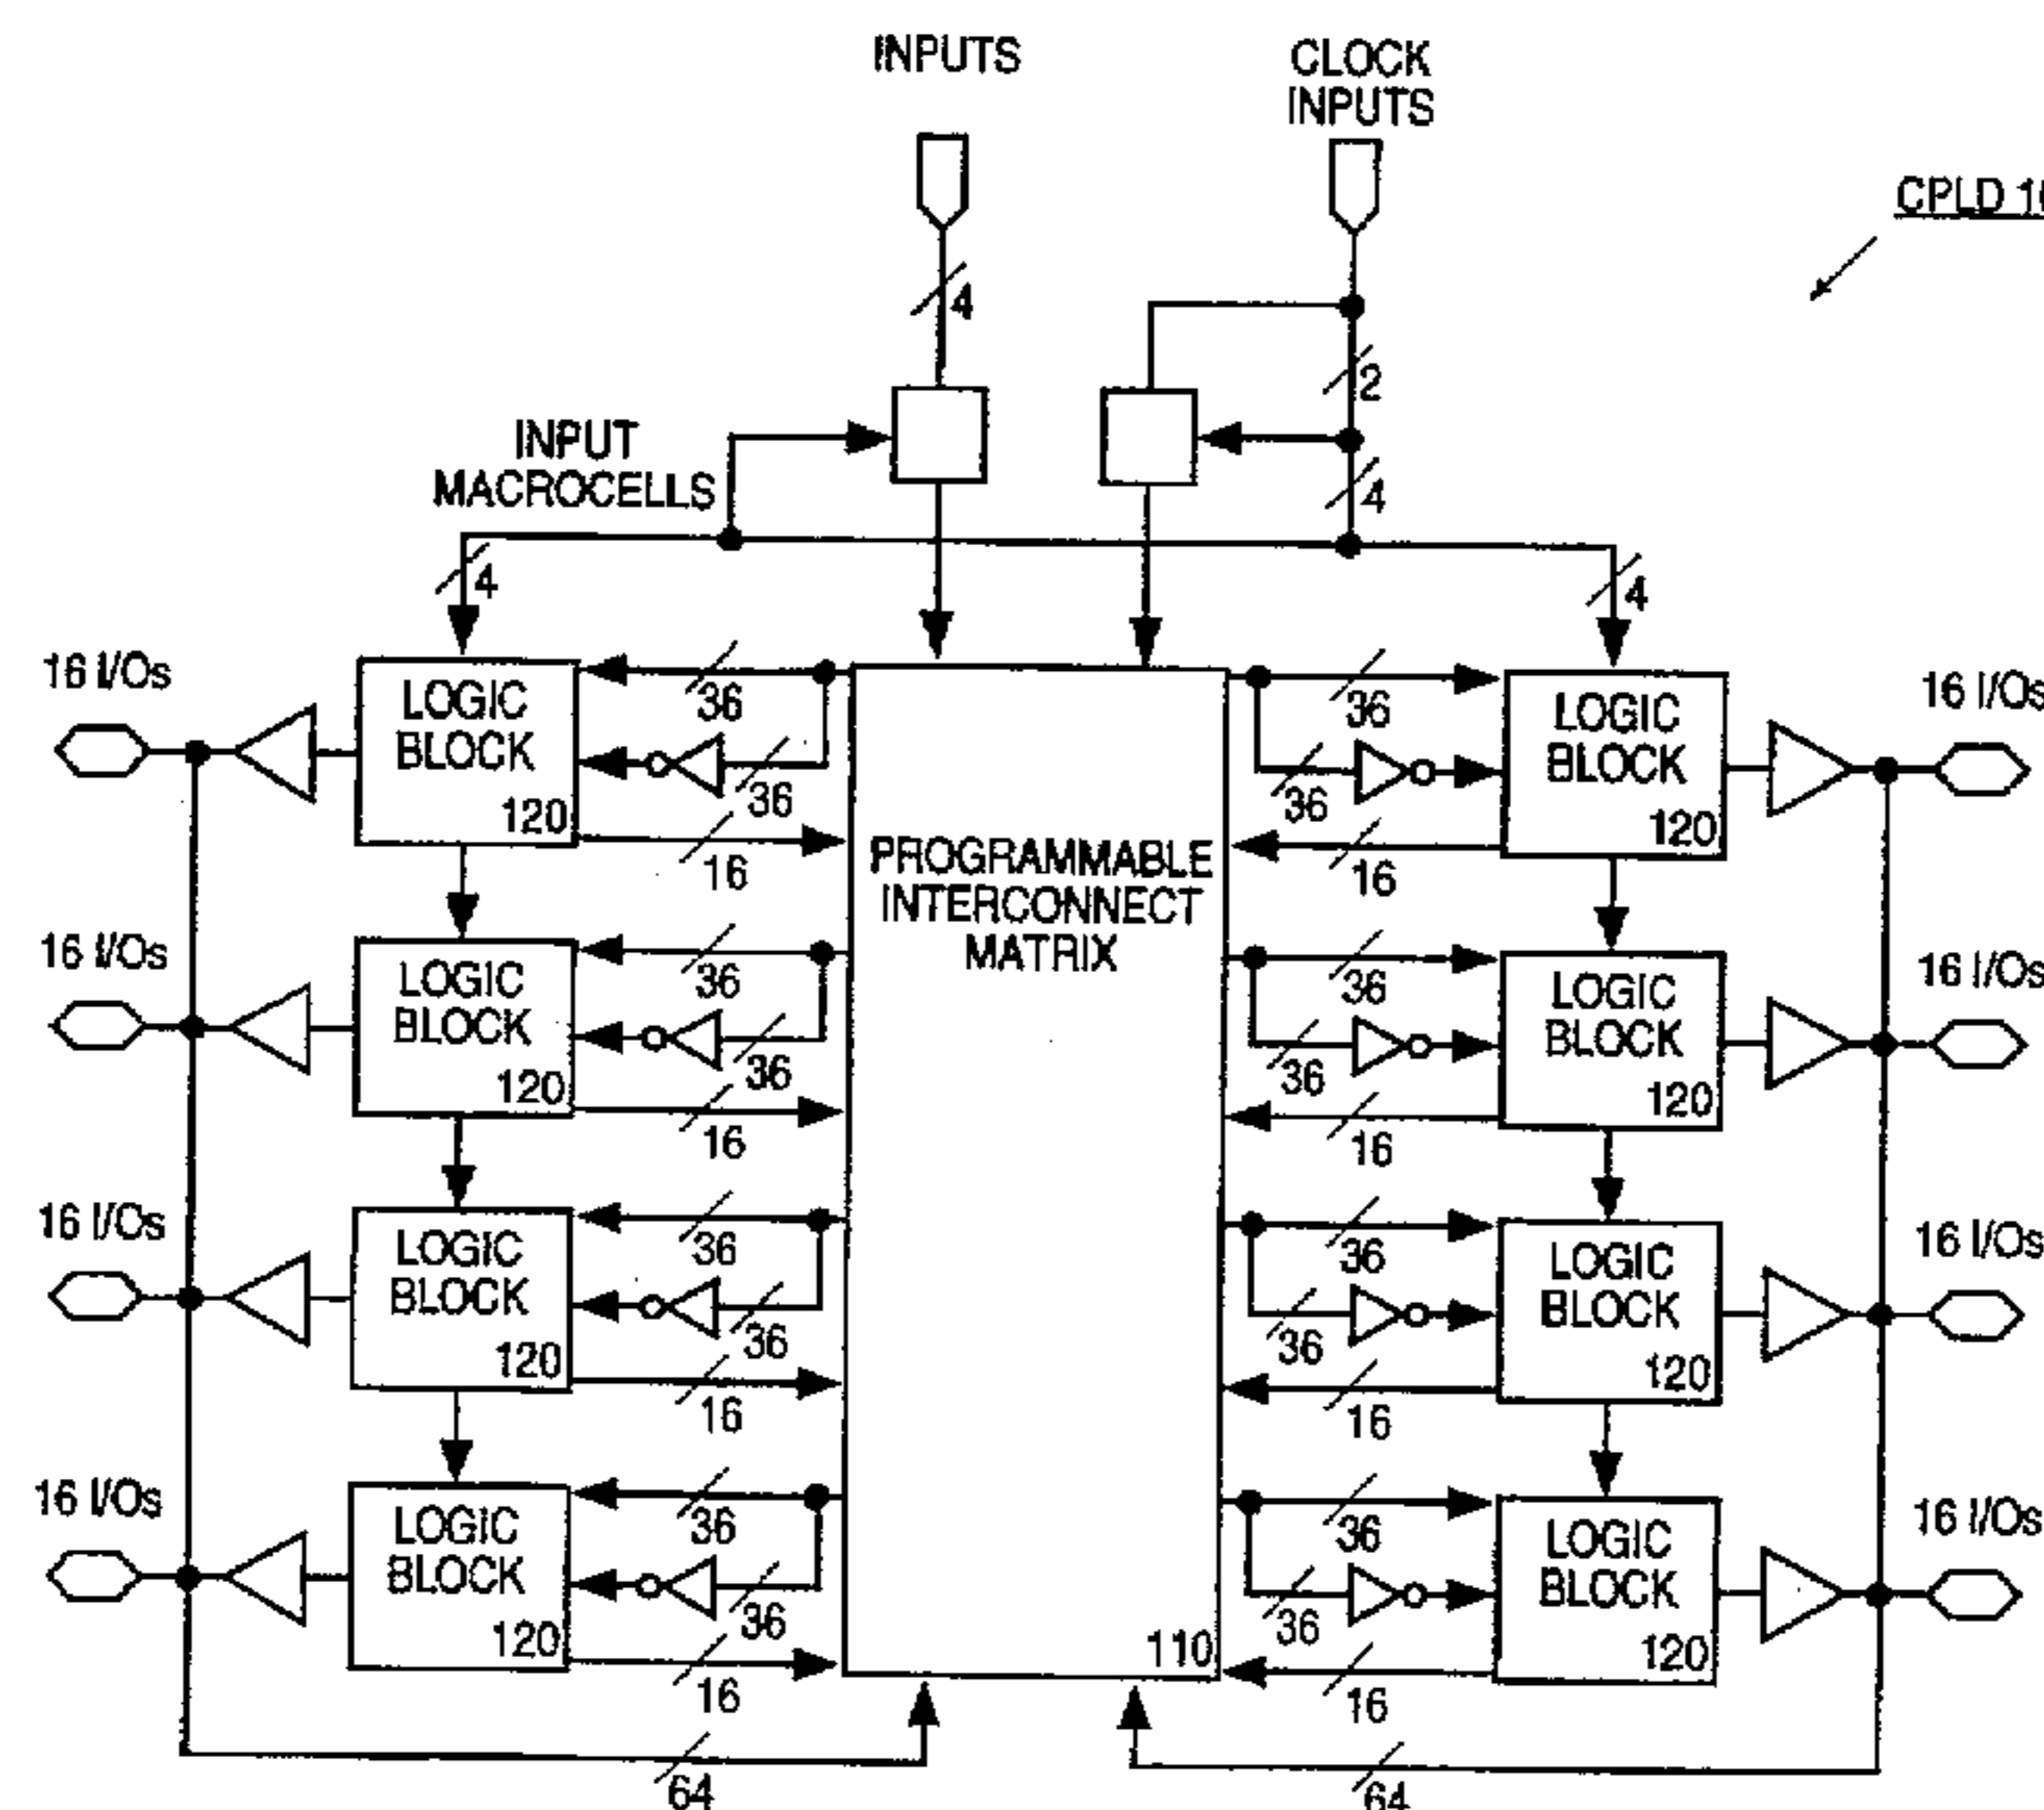 INPUTS
CLOCK
INPUTS
CPLD 10
4
2
INPUT
MACROCELLS
4
4
4
16 I/Os
LOGIC
BLOCK
120
36
36
16
PROGRAMMABLE
INTERCONNECT
MATRIX
110
36
36
16
LOGIC
BLOCK
120
16 I/Os
16 I/Os
LOGIC
BLOCK
120
36
36
16
36
36
16
LOGIC
BLOCK
120
16 I/Os
16 I/Os
LOGIC
BLOCK
120
36
36
16
36
36
16
LOGIC
BLOCK
120
16 I/Os
16 I/Os
LOGIC
BLOCK
120
36
36
16
36
36
16
LOGIC
BLOCK
120
16 I/Os
64
64